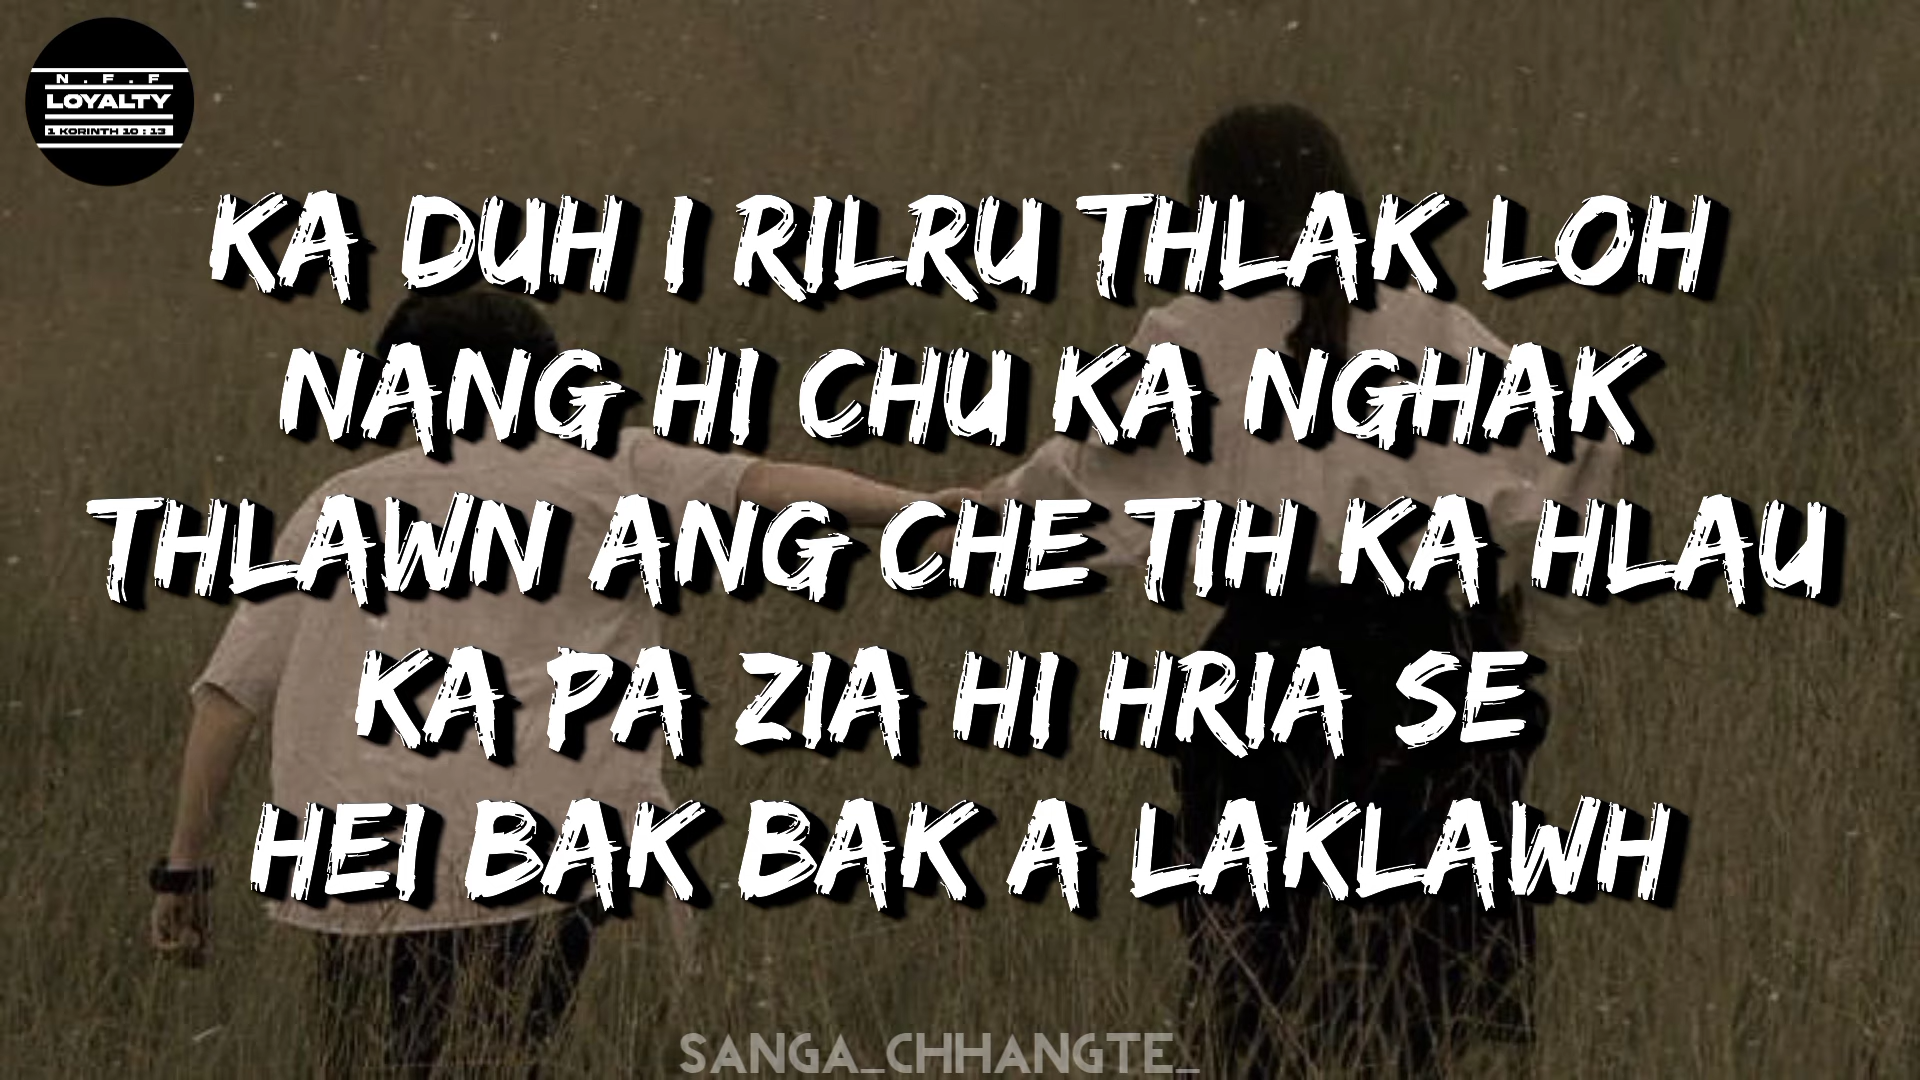 N . F . F
LOYALTY
1 KORINTH 10 : 13
KA DUH I RILRU THLAK LOH
NANG HI CHU KA NGHAK
THLAWN ANG CHE TIH KA HLAU
KA PA ZIA HI HRIA SE
HEI BAK BAK A LAKLAWH
SANGA_CHHANGTE_